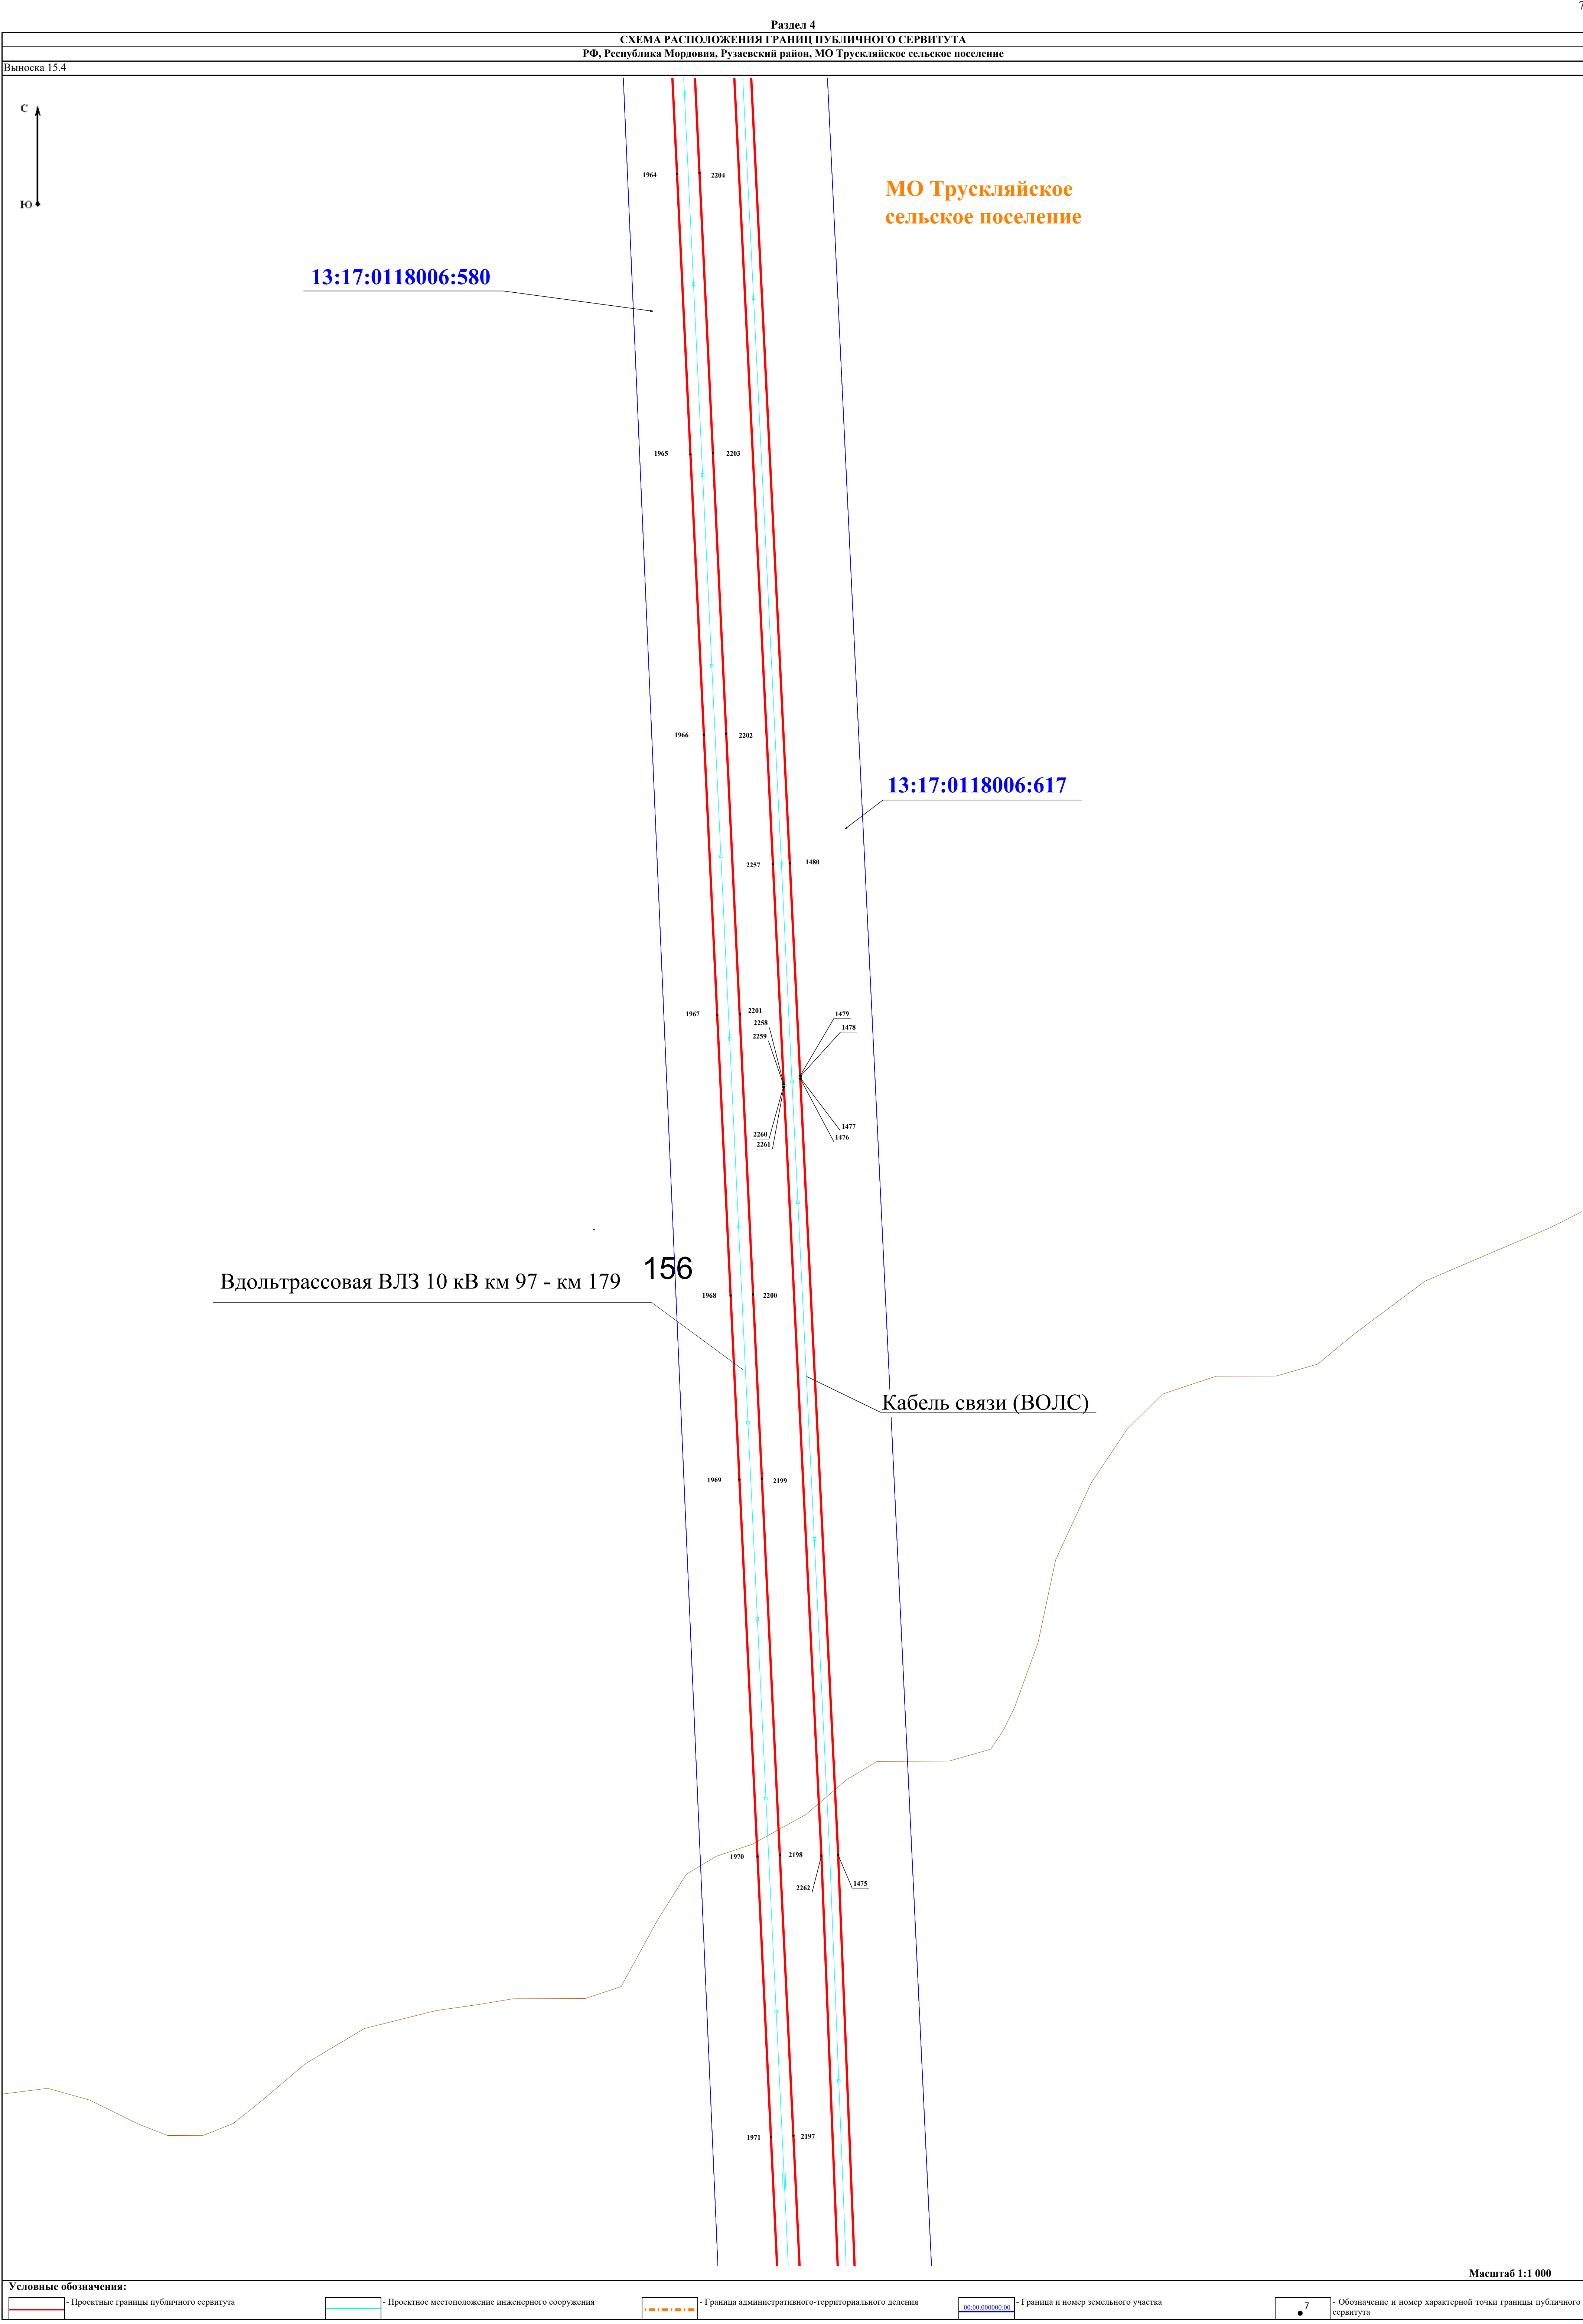 7
Раздел 4
СХЕМА РАСПОЛОЖЕНИЯ ГРАНИЦ ПУБЛИЧНОГО СЕРВИТУТА
РФ, Республика Мордовия, Рузаевский район, МО Трускляйское сельское поселение
Выноска 15.4
С
Ю
1964
2204
МО Трускляйское
сельское поселение
13:17:0118006:580
1965
2203
1966
2202
13:17:0118006:617
2257
1480
1967
2201
2258
2259
1479
1478
2260
2261
1477
1476
156
Вдольтрассовая ВЛЗ 10 кВ км 97 - км 179
1968
2200
Кабель связи (ВОЛС)
1969
2199
1970
2198
2262
1475
1971
2197
Масштаб 1:1 000
Условные обозначения:
- Проектные границы публичного сервитута
- Проектное местоположение инженерного сооружения
- Граница административно-территориального деления
00:00:000000:00
- Граница и номер земельного участка
7
- Обозначение и номер характерной точки границы публичного
сервитута